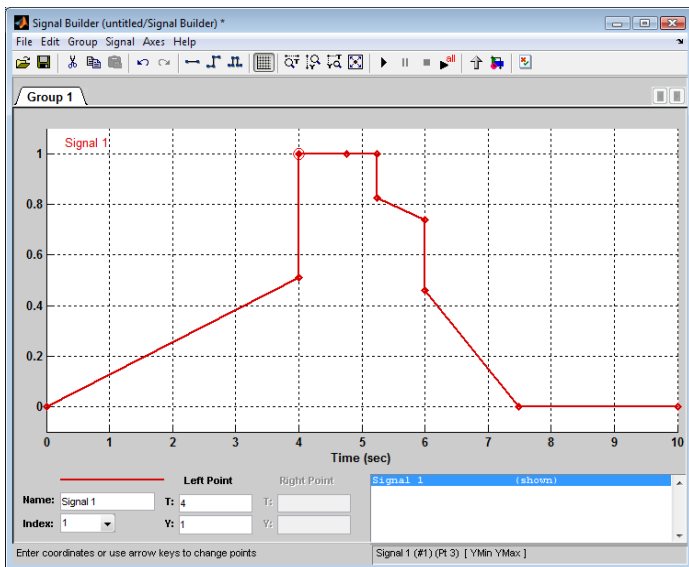 Signal Builder (untitled/Signal Builder) *
File Edit Group Signal Axes Help
all
Group 1
Signal 1
1
0.8
0.6
0.4
0.2
0
0 1 2 3 4 5 6 7 8 9 10
Time (sec)
Left Point Right Point
Name: Signal 1 T: 4 T:
Index: 1 Y: 1 Y:
Signal 1 (shown)
Enter coordinates or use arrow keys to change points
Signal 1 (#1) (Pt 3) [ YMin YMax ]